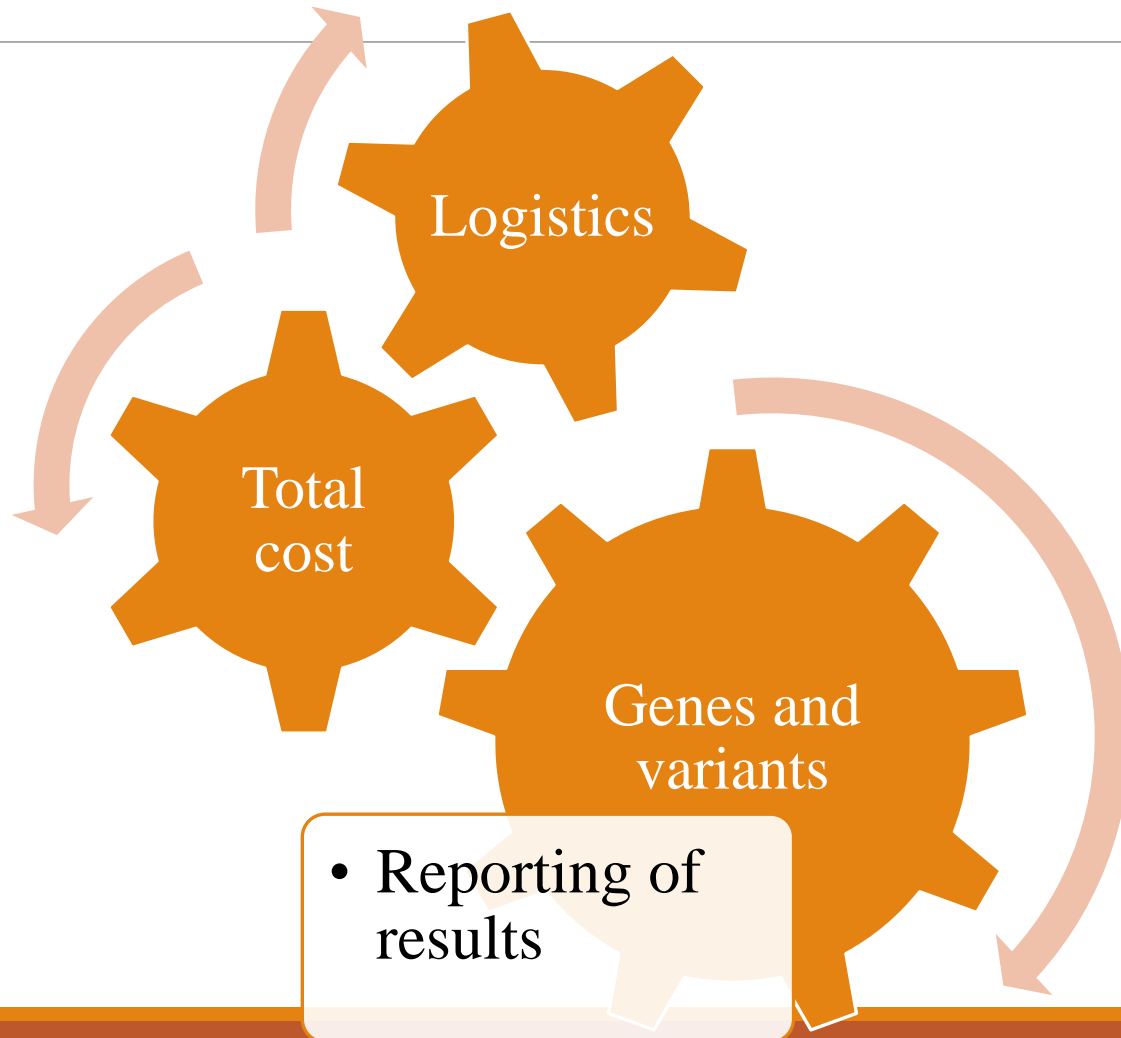 Logistics
Total
cost
Genes and
variants
• Reporting of
results